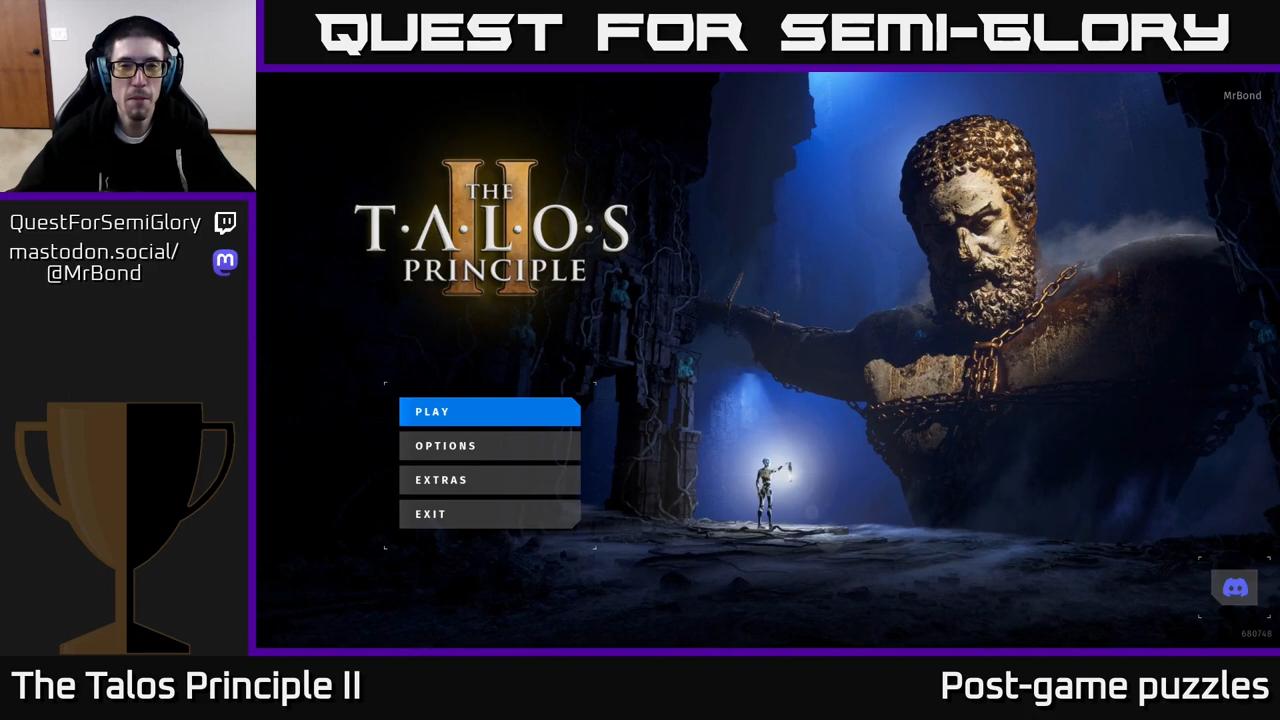 QUEST FOR SEMI-GLORY
MrBond
QuestForSemiGlory
mastodon.social/
@MrBond
II
THE
T·A·L·O·S
PRINCIPLE
PLAY
OPTIONS
EXTRAS
EXIT
680748
The Talos Principle II
Post-game puzzles